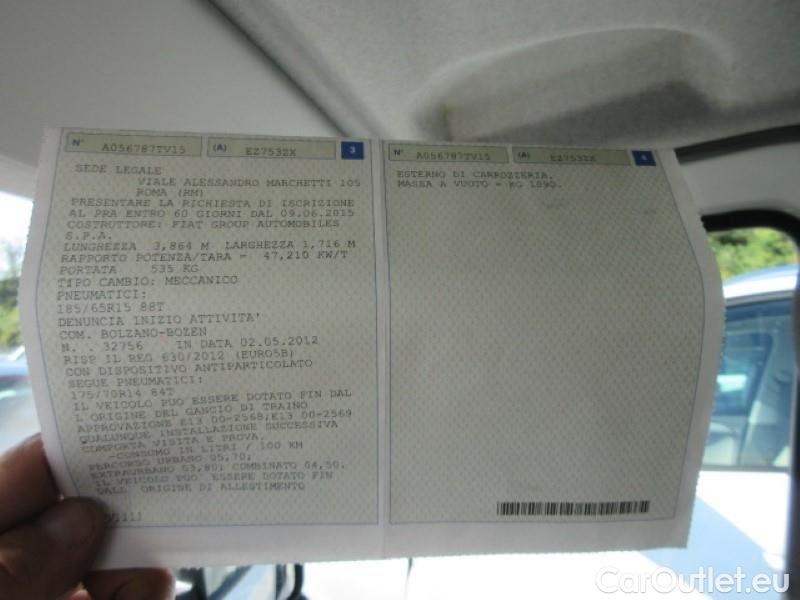 N° A056787TV15 (A) EZ753ZX 3
SEDE LEGALE
VIALE ALESSANDRO MARCHETTI 105
ROMA (RM)
PRESENTARE LA RICHIESTA DI ISCRIZIONE
AL PRA ENTRO 60 GIORNI DAL 09.06.2015
COSTRUTTORE: FIAT GROUP AUTOMOBILES
S.P.A.
LUNGHEZZA 3,864 M LARGHEZZA 1,716 M
RAPPORTO POTENZA/TARA = 47,210 KW/T
PORTATA 535 KG
TIPO CAMBIO: MECCANICO
PNEUMATICI:
185/65R15 88T
DENUNCIA INIZIO ATTIVITA'
COM. BOLZANO-BOZEN
N. . 32756 IN DATA 02.05.2012
RISP IL REG 630/2012 (EURO5B)
CON DISPOSITIVO ANTIPARTICOLATO
SEGUE PNEUMATICI:
175/70R14 84T
IL VEICOLO PUO' ESSERE DOTATO FIN DAL
L'ORIGINE DEL GANCIO DI TRAINO
APPROVAZIONE E13 00-2568;E13 00-2569
QUALUNQUE INSTALLAZIONE SUCCESSIVA
COMPORTA VISITA E PROVA.
-CONSUMO IN LITRI / 100 KM
PERCORSO URBANO 05,70;
EXTRAURBANO 03,80; COMBINATO 04,50.
IL VEICOLO PUO' ESSERE DOTATO FIN
DALL'ORIGINE DI ALLESTIMENTO
N° A056787TV15 (A) EZ753ZX 4
ESTERNO DI CARROZZERIA.
MASSA A VUOTO = KG 1090.
CarOutlet.eu